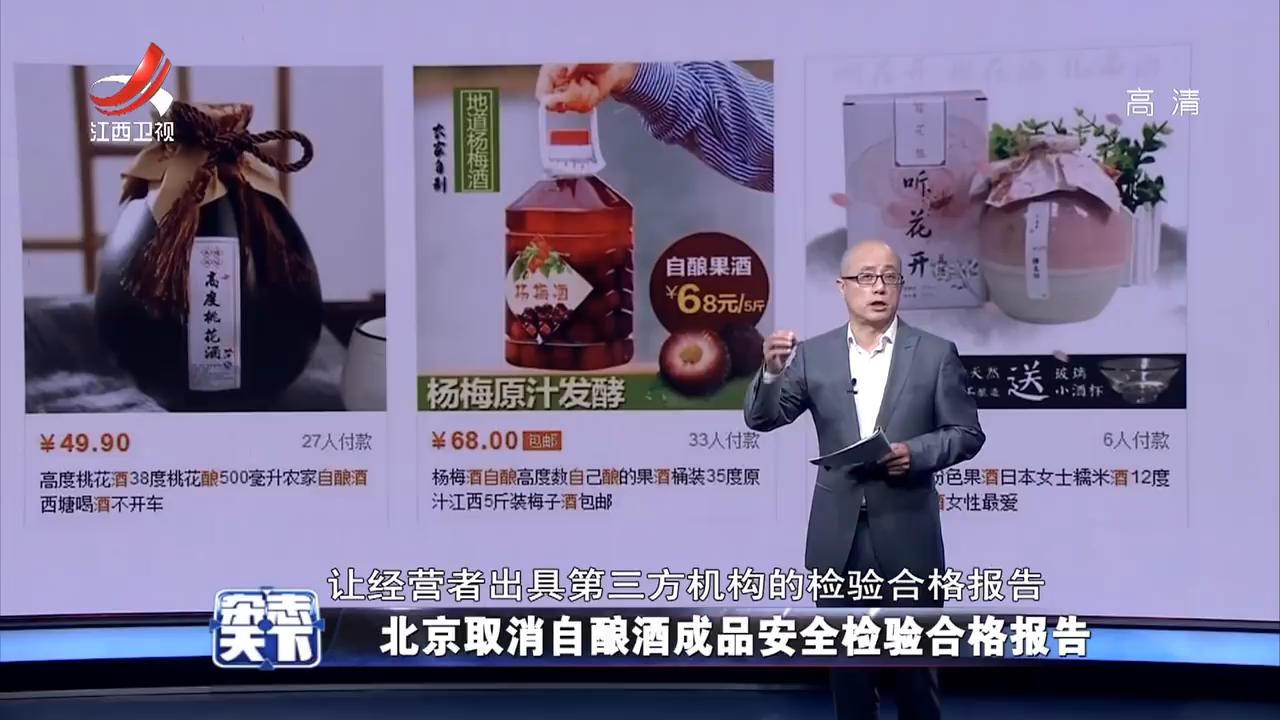 江西卫视
高清
高度桃花酒
¥49.90
27人付款
高度桃花酒38度桃花酿500毫升农家自酿酒
西塘喝酒不开车
地道杨梅酒
农家自制
杨梅酒
自酿果酒
¥68元/5斤
杨梅原汁发酵
¥68.00 包邮
33人付款
杨梅酒自酿高度数自己酿的果酒桶装35度原
汁江西5斤装梅子酒包邮
听花开
天然
送
玻璃
小酒杯
6人付款
粉色果酒日本女士糯米酒12度
酒女性最爱
让经营者出具第三方机构的检验合格报告
杂志天下
北京取消自酿酒成品安全检验合格报告